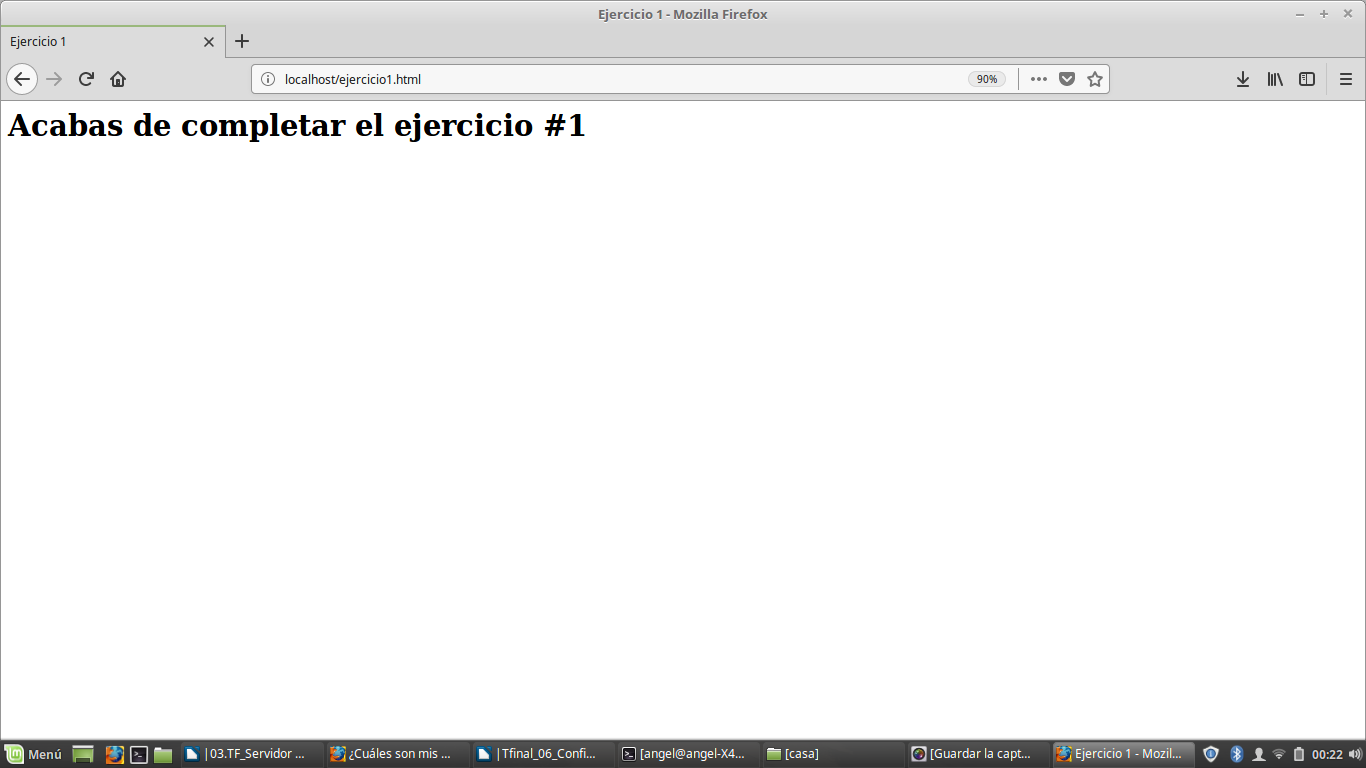 Ejercicio 1 - Mozilla Firefox
Ejercicio 1
localhost/ejercicio1.html
90%
Acabas de completar el ejercicio #1
Menú
|03.TF_Servidor ...
¿Cuáles son mis ...
|Tfinal_06_Confi...
[angel@angel-X4...
[casa]
[Guardar la capt...
Ejercicio 1 - Mozil...
00:22